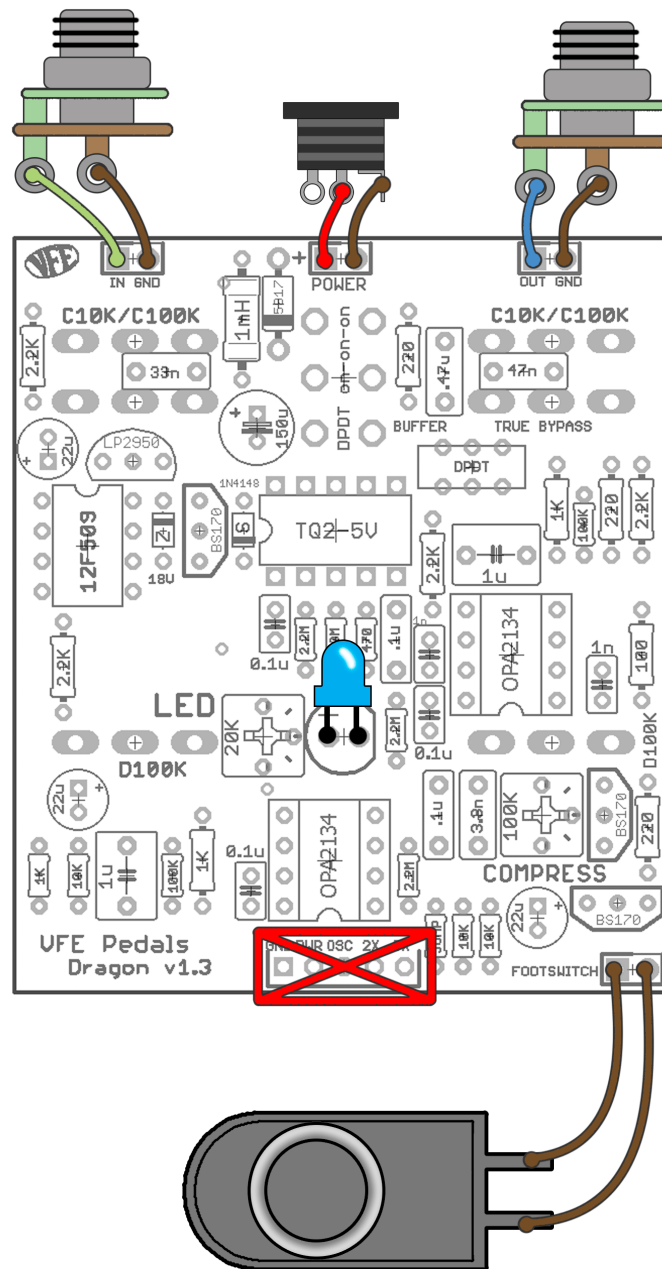 VFE
IN GND
+ POWER
OUT GND
C10K/C100K
C10K/C100K
2.2K
33n
1mH
5817
on-on-on
DPDT
220
.47u
47n
+
150u
BUFFER
TRUE BYPASS
22u
+
LP2950
1N4148
DPDT
12F509
Z
18V
BS170
TQ2-5V
1K
100K
220
2.2K
2.2K
1u
2.2K
0.1u
2.2M
470
.1u
OPA2134
1n
100
LED
20K
2.2M
0.1u
D100K
D100K
22u
+
.1u
100K
BS170
220
1K
10K
1u
100K
1K
0.1u
OPA2134
2.2M
COMPRESS
22u
+
BS170
VFE Pedals
Dragon v1.3
OSC 2X
10K
10K
FOOTSWITCH